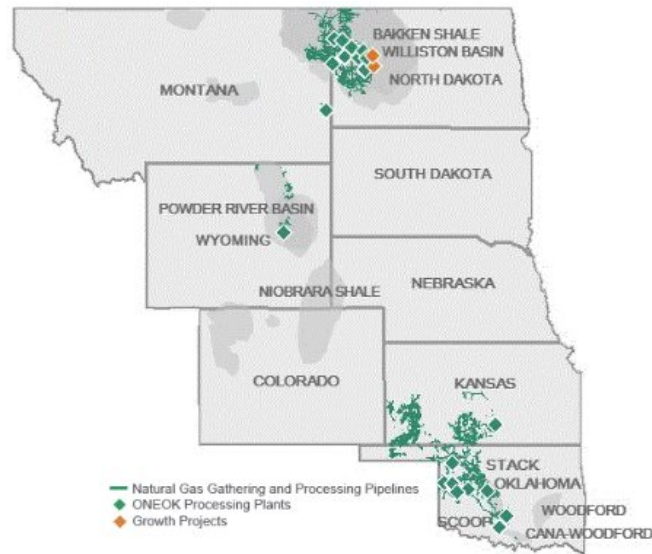 BAKKEN SHALE
WILLISTON BASIN
NORTH DAKOTA
MONTANA
SOUTH DAKOTA
POWDER RIVER BASIN
WYOMING
NEBRASKA
NIOBRARA SHALE
COLORADO
KANSAS
STACK
OKLAHOMA
WOODFORD
SCOOP
CANA-WOODFORD
Natural Gas Gathering and Processing Pipelines
ONEOK Processing Plants
Growth Projects